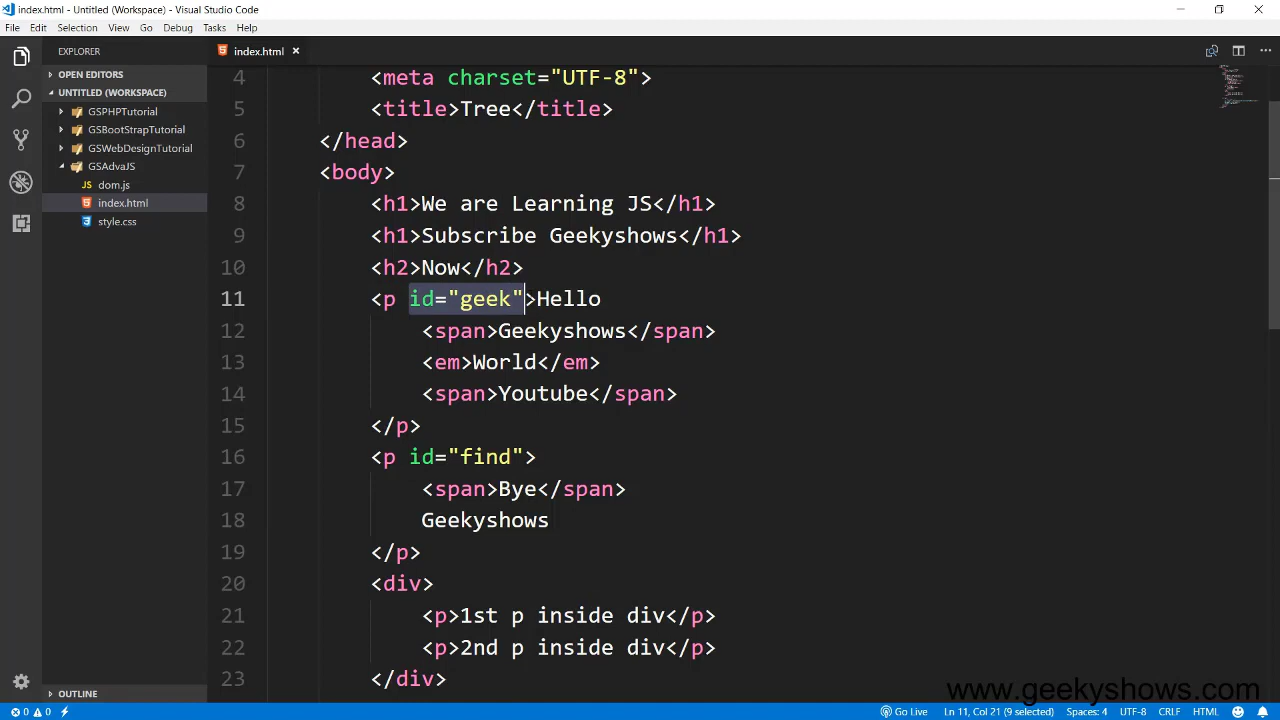 index.html - Untitled (Workspace) - Visual Studio Code
File Edit Selection View Go Debug Tasks Help
EXPLORER
OPEN EDITORS
UNTITLED (WORKSPACE)
GSPHPTutorial
GSBootStrapTutorial
GSWebDesignTutorial
GSAdvaJS
JS dom.js
index.html
style.css
OUTLINE
index.html
4 <meta charset="UTF-8">
5 <title>Tree</title>
6 </head>
7 <body>
8 <h1>We are Learning JS</h1>
9 <h1>Subscribe Geekyshows</h1>
10 <h2>Now</h2>
11 <p id="geek">Hello
12 <span>Geekyshows</span>
13 <em>World</em>
14 <span>Youtube</span>
15 </p>
16 <p id="find">
17 <span>Bye</span>
18 Geekyshows
19 </p>
20 <div>
21 <p>1st p inside div</p>
22 <p>2nd p inside div</p>
23 </div>
www.geekyshows.com
0 0 Go Live Ln 11, Col 21 (9 selected) Spaces: 4 UTF-8 CRLF HTML